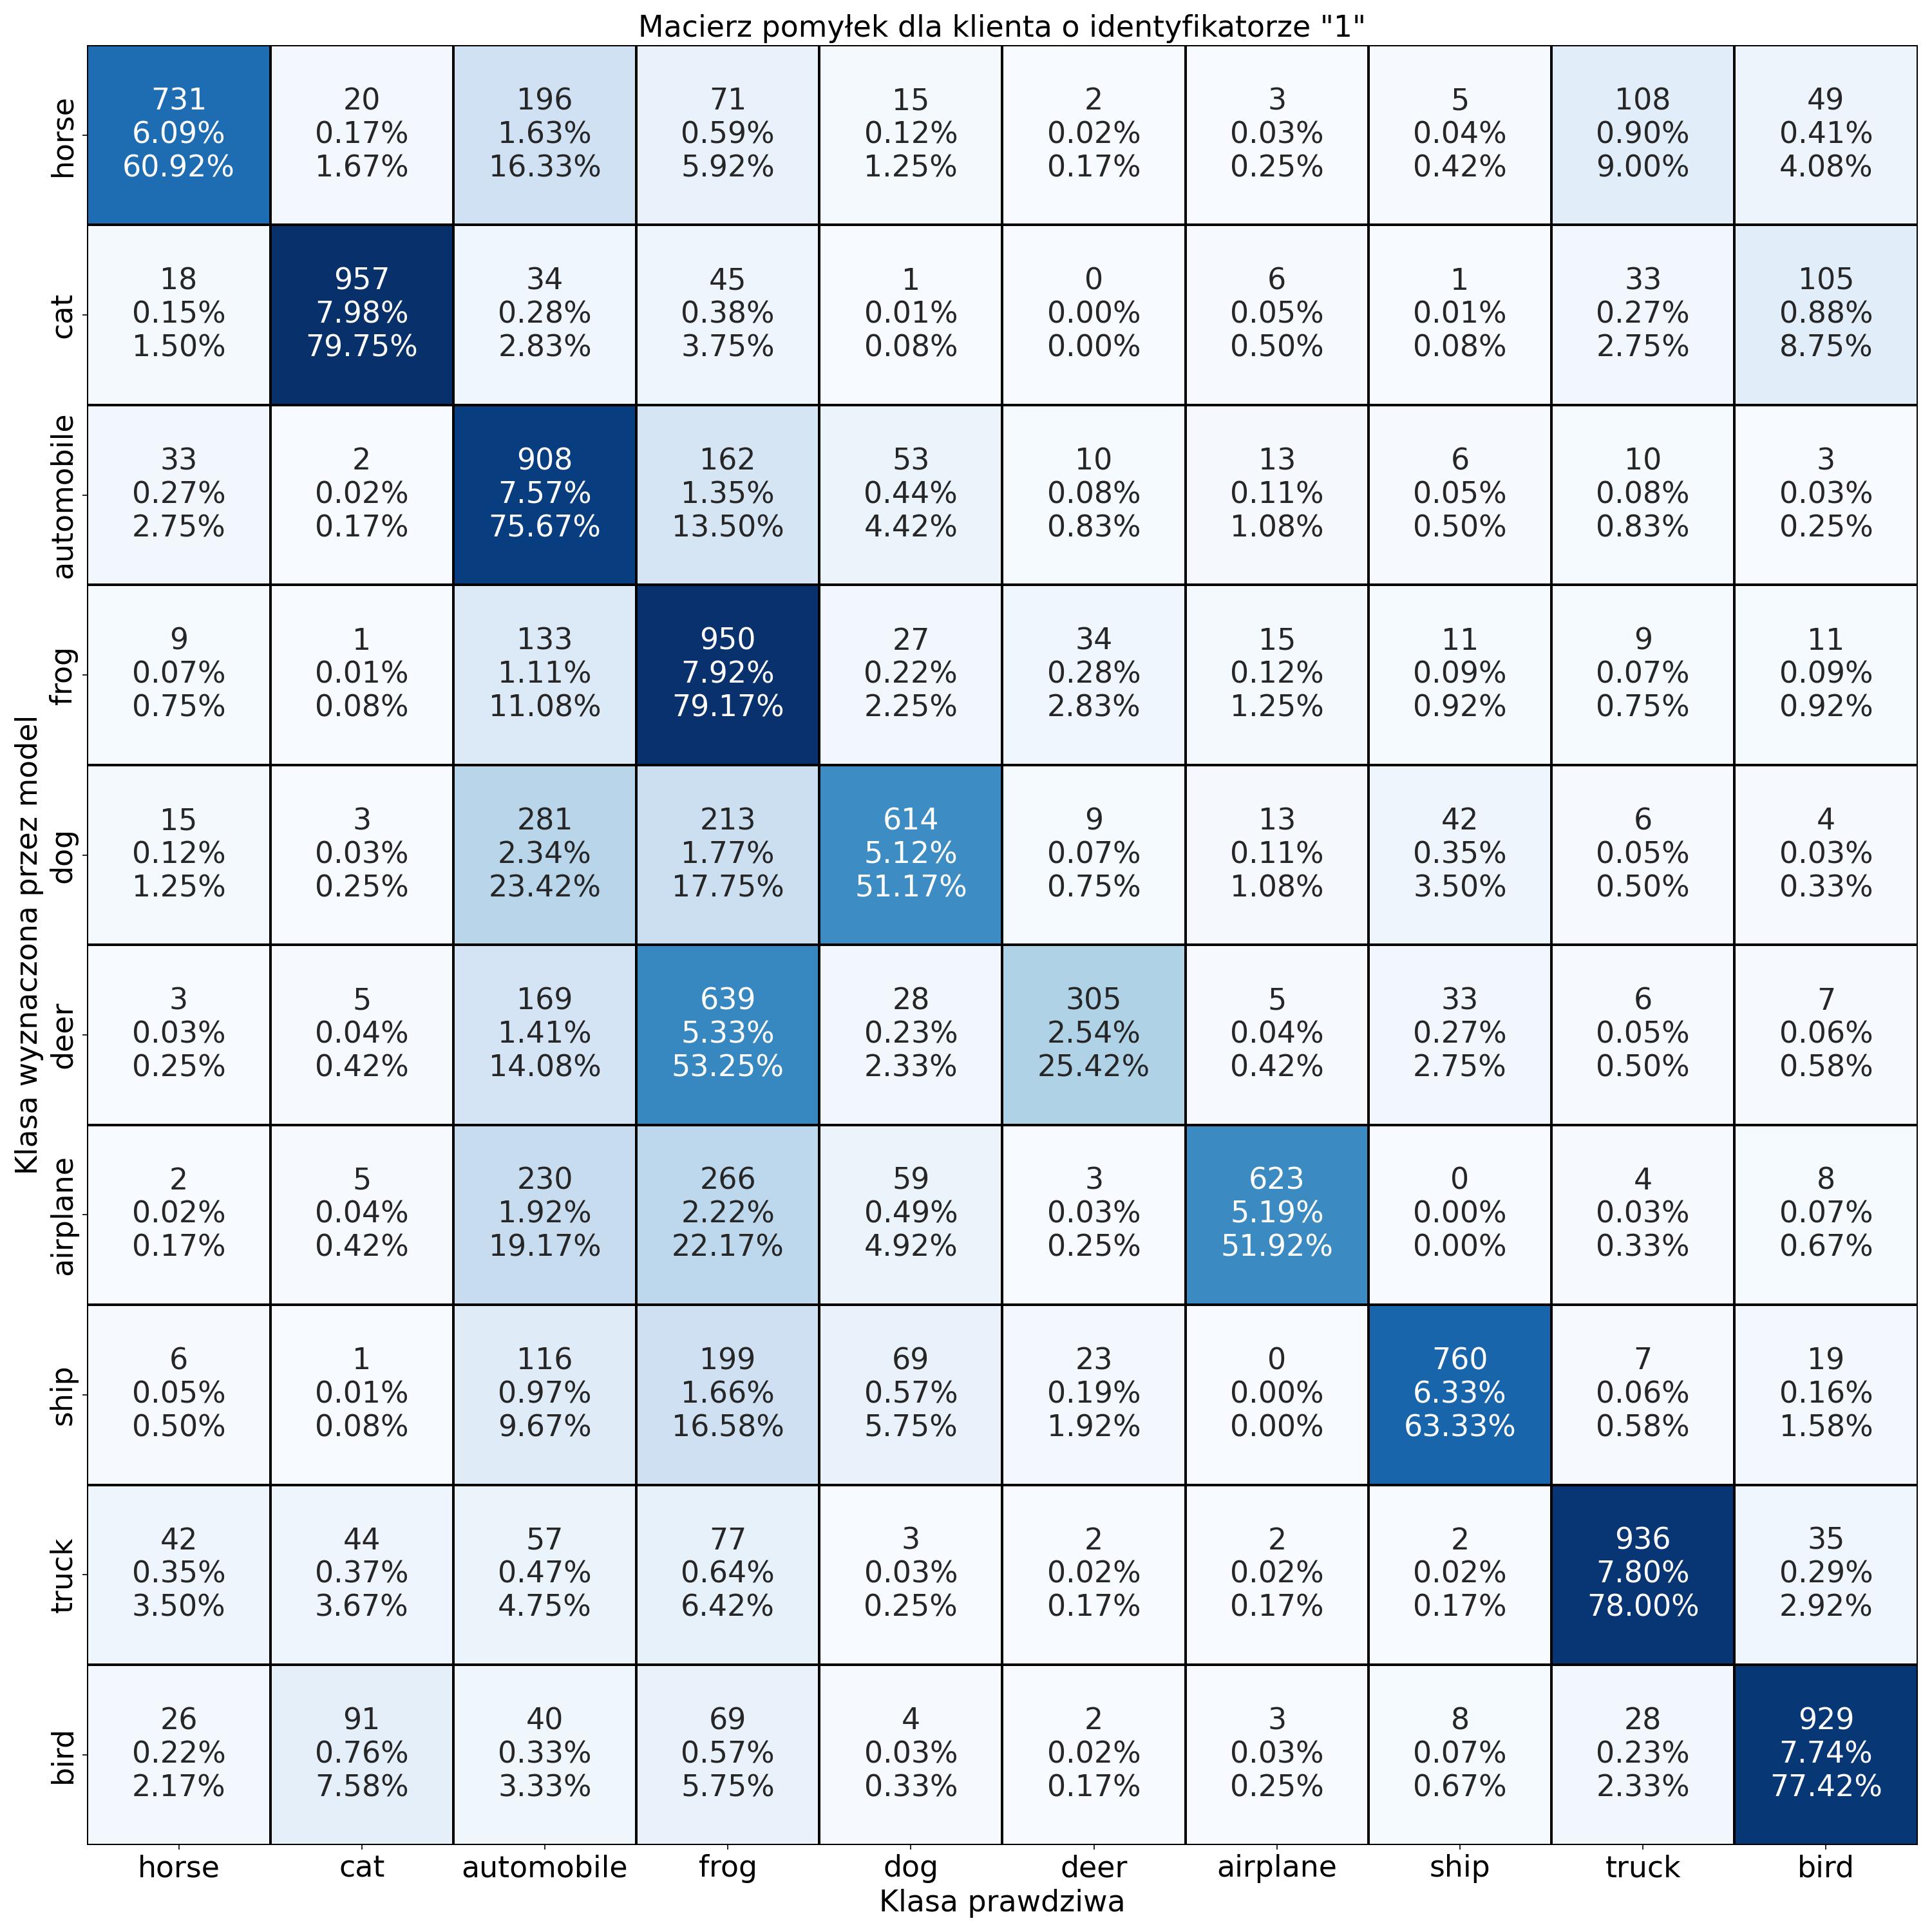 Macierz pomyłek dla klienta o identyfikatorze "1"
Klasa wyznaczona przez model
horse
731 20 196 71 15 2 3 5 108 49
6.09% 0.17% 1.63% 0.59% 0.12% 0.02% 0.03% 0.04% 0.90% 0.41%
60.92% 1.67% 16.33% 5.92% 1.25% 0.17% 0.25% 0.42% 9.00% 4.08%
cat
18 957 34 45 1 0 6 1 33 105
0.15% 7.98% 0.28% 0.38% 0.01% 0.00% 0.05% 0.01% 0.27% 0.88%
1.50% 79.75% 2.83% 3.75% 0.08% 0.00% 0.50% 0.08% 2.75% 8.75%
automobile
33 2 908 162 53 10 13 6 10 3
0.27% 0.02% 7.57% 1.35% 0.44% 0.08% 0.11% 0.05% 0.08% 0.03%
2.75% 0.17% 75.67% 13.50% 4.42% 0.83% 1.08% 0.50% 0.83% 0.25%
frog
9 1 133 950 27 34 15 11 9 11
0.07% 0.01% 1.11% 7.92% 0.22% 0.28% 0.12% 0.09% 0.07% 0.09%
0.75% 0.08% 11.08% 79.17% 2.25% 2.83% 1.25% 0.92% 0.75% 0.92%
dog
15 3 281 213 614 9 13 42 6 4
0.12% 0.03% 2.34% 1.77% 5.12% 0.07% 0.11% 0.35% 0.05% 0.03%
1.25% 0.25% 23.42% 17.75% 51.17% 0.75% 1.08% 3.50% 0.50% 0.33%
deer
3 5 169 639 28 305 5 33 6 7
0.03% 0.04% 1.41% 5.33% 0.23% 2.54% 0.04% 0.27% 0.05% 0.06%
0.25% 0.42% 14.08% 53.25% 2.33% 25.42% 0.42% 2.75% 0.50% 0.58%
airplane
2 5 230 266 59 3 623 0 4 8
0.02% 0.04% 1.92% 2.22% 0.49% 0.03% 5.19% 0.00% 0.03% 0.07%
0.17% 0.42% 19.17% 22.17% 4.92% 0.25% 51.92% 0.00% 0.33% 0.67%
ship
6 1 116 199 69 23 0 760 7 19
0.05% 0.01% 0.97% 1.66% 0.57% 0.19% 0.00% 6.33% 0.06% 0.16%
0.50% 0.08% 9.67% 16.58% 5.75% 1.92% 0.00% 63.33% 0.58% 1.58%
truck
42 44 57 77 3 2 2 2 936 35
0.35% 0.37% 0.47% 0.64% 0.03% 0.02% 0.02% 0.02% 7.80% 0.29%
3.50% 3.67% 4.75% 6.42% 0.25% 0.17% 0.17% 0.17% 78.00% 2.92%
bird
26 91 40 69 4 2 3 8 28 929
0.22% 0.76% 0.33% 0.57% 0.03% 0.02% 0.03% 0.07% 0.23% 7.74%
2.17% 7.58% 3.33% 5.75% 0.33% 0.17% 0.25% 0.67% 2.33% 77.42%
horse cat automobile frog dog deer airplane ship truck bird
Klasa prawdziwa